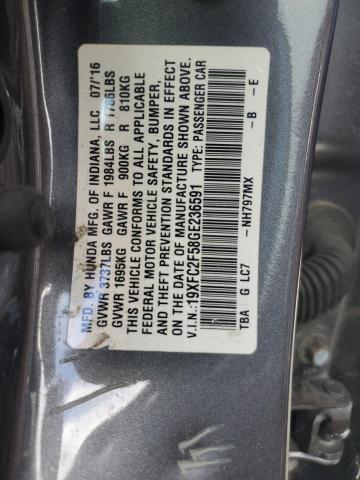 MFD. BY HONDA MFG. OF INDIANA, LLC 07/16
GVWR 3737LBS GAWR F 1984LBS R 1786LBS
GVWR 1695KG GAWR F 900KG R 810KG
THIS VEHICLE CONFORMS TO ALL APPLICABLE
FEDERAL MOTOR VEHICLE SAFETY, BUMPER,
THEFT PREVENTION STANDARDS IN EFFECT
ON THE DATE OF MANUFACTURE SHOWN ABOVE.
V.I.N.:19XFC2F58GE236591 TYPE: PASSENGER CAR
TBA G LC7 -NH797MX -B -E